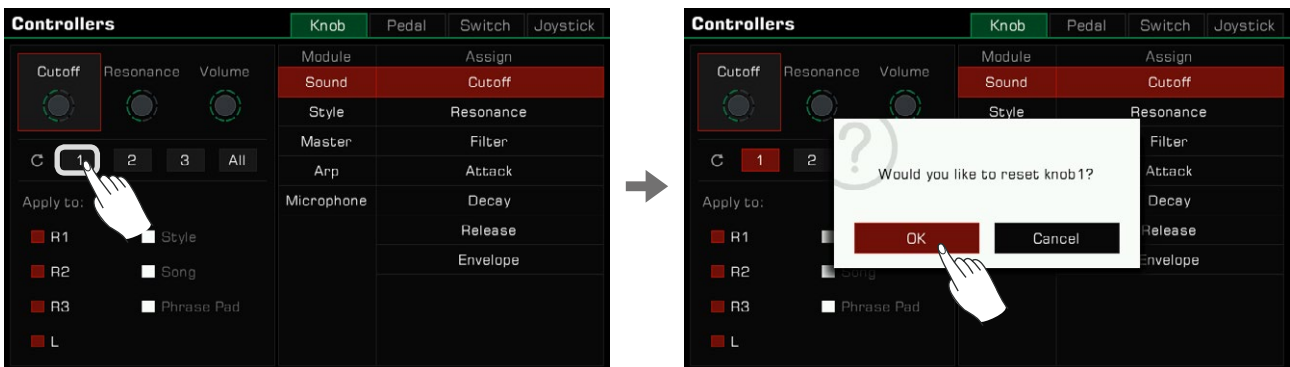 Controllers Knob Pedal Switch Joystick
Module Assign
Cutoff Resonance Volume
Sound Cutoff
Style Resonance
Master Filter
1 2 3 All
Arp Attack
Apply to:
Microphone Decay
R1 Style
Release
Envelope
R2 Song
R3 Phrase Pad
L
Controllers Knob Pedal Switch Joystick
Module Assign
Cutoff Resonance Volume
Sound Cutoff
Style Resonance
Filter
1 2
Attack
Would you like to reset knob1?
Apply to:
Decay
R1
OK Cancel
Release
Envelope
R2 Song
R3 Phrase Pad
L